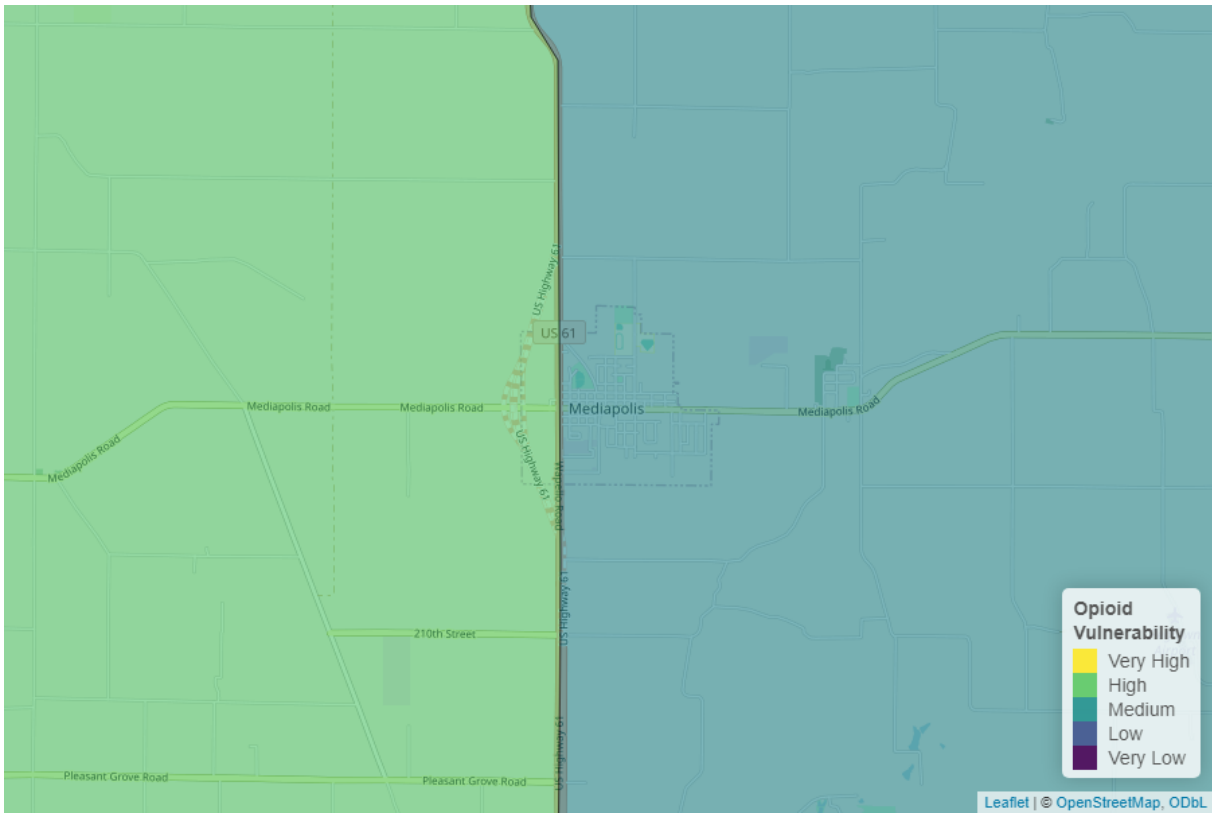 US Highway 61
US 61
Mediapolis Road
Mediapolis Road
Mediapolis
Mediapolis Road
Mediapolis Road
US Highway 61
Wapello Road
US Highway 61
210th Street
US Highway 61
Pleasant Grove Road
Pleasant Grove Road
Opioid
Vulnerability
Very High
High
Medium
Low
Very Low
Leaflet | © OpenStreetMap, ODbL